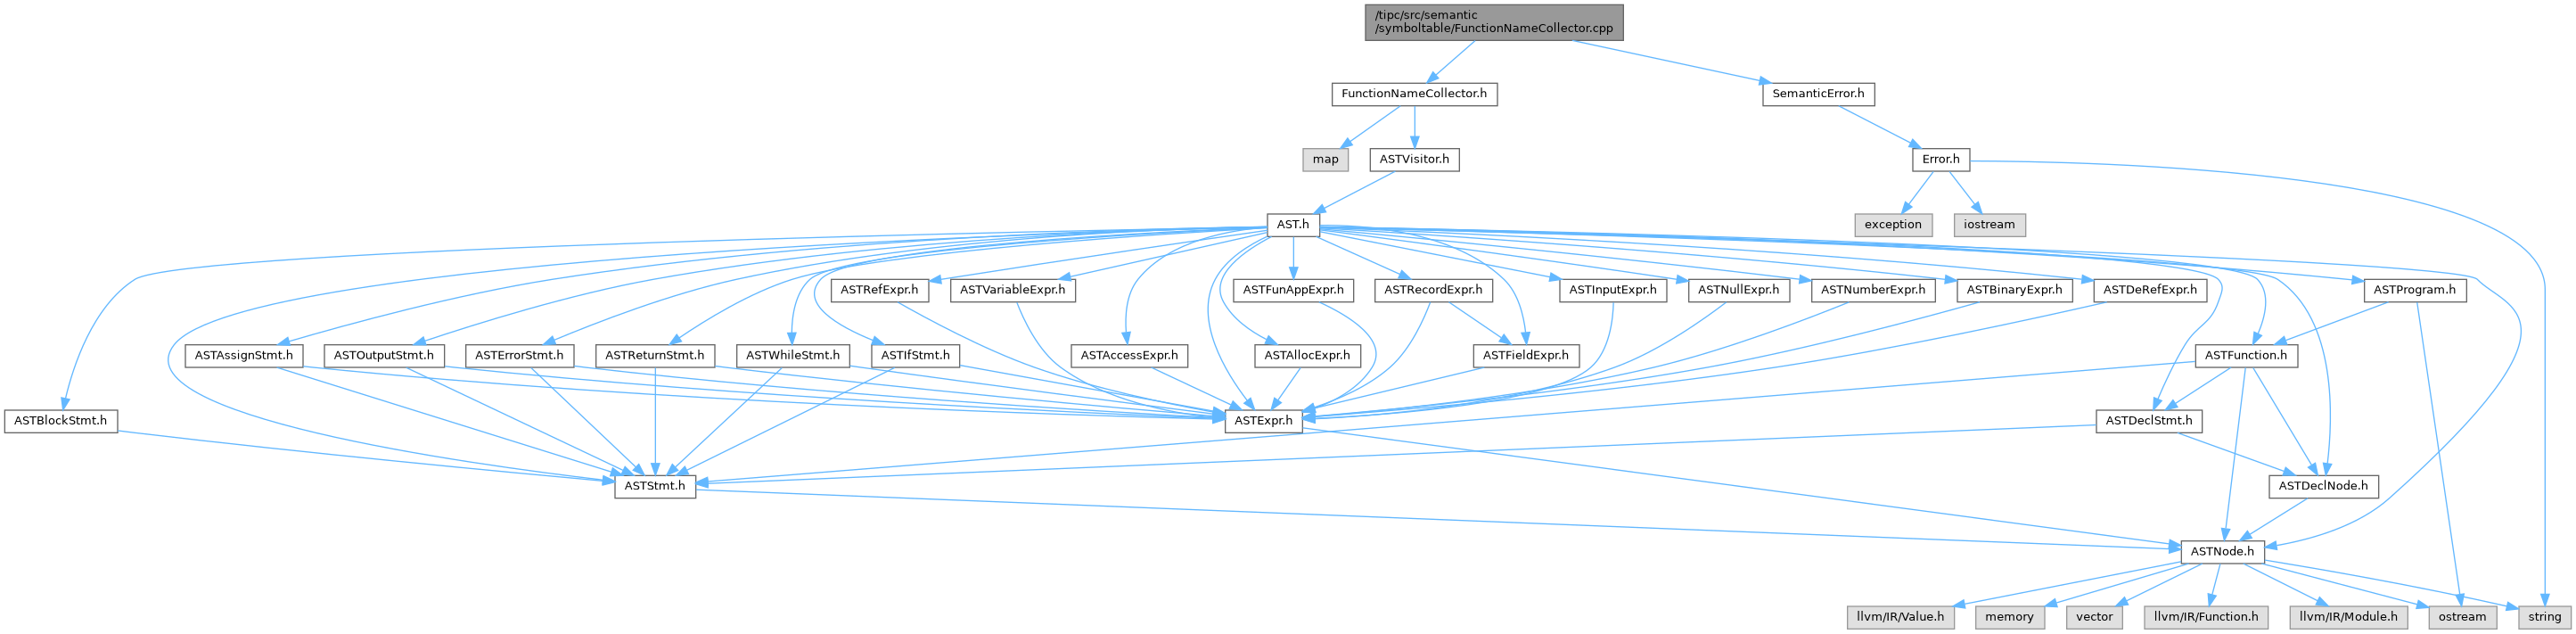 /tipc/src/semantic
/symboltable/FunctionNameCollector.cpp
FunctionNameCollector.h
SemanticError.h
map
ASTVisitor.h
Error.h
AST.h
exception
iostream
ASTRefExpr.h
ASTVariableExpr.h
ASTFunAppExpr.h
ASTRecordExpr.h
ASTInputExpr.h
ASTNullExpr.h
ASTNumberExpr.h
ASTBinaryExpr.h
ASTDeRefExpr.h
ASTProgram.h
ASTAssignStmt.h
ASTOutputStmt.h
ASTErrorStmt.h
ASTReturnStmt.h
ASTWhileStmt.h
ASTIfStmt.h
ASTAccessExpr.h
ASTAllocExpr.h
ASTFieldExpr.h
ASTFunction.h
ASTBlockStmt.h
ASTExpr.h
ASTDeclStmt.h
ASTStmt.h
ASTDeclNode.h
ASTNode.h
llvm/IR/Value.h
memory
vector
llvm/IR/Function.h
llvm/IR/Module.h
ostream
string